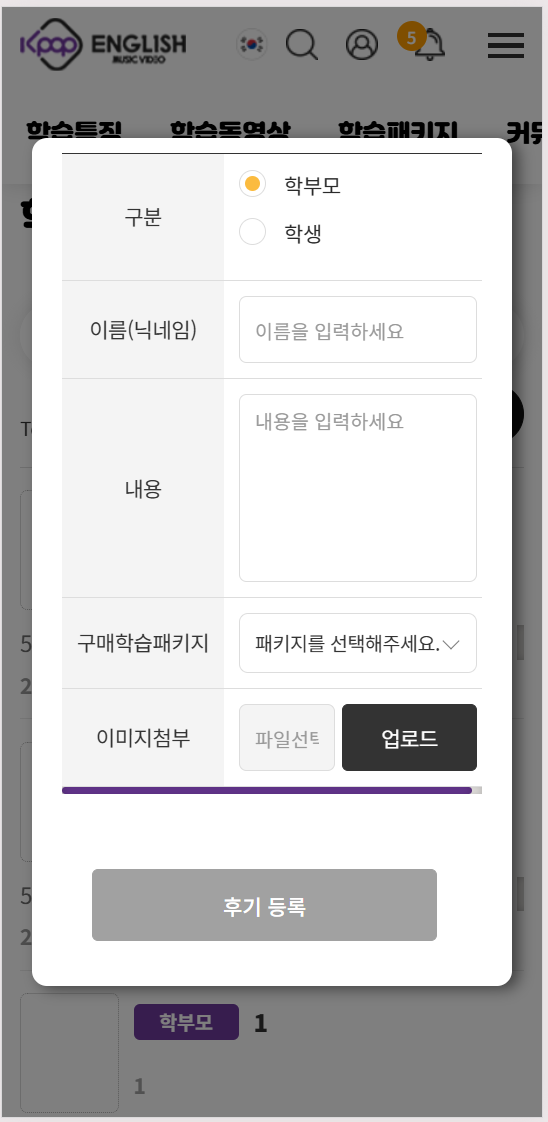 Kpop ENGLISH
MUSIC VIDEO
5
학습특징 학습동영상 학습패키지
구분
학부모
학생
이름(닉네임)
이름을 입력하세요
내용
내용을 입력하세요
구매학습패키지
패키지를 선택해주세요.
이미지첨부
파일선택
업로드
후기 등록
5
2
5
2
학부모 1
1